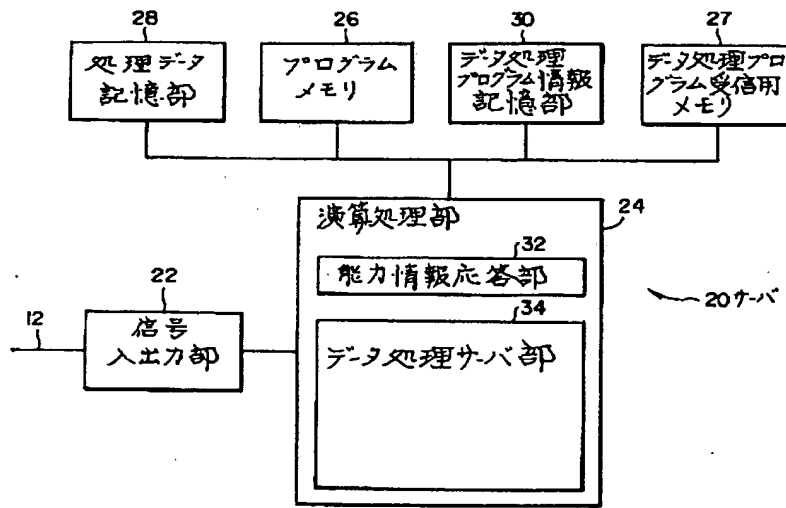 28
26
30
27
処理データ
記憶部
プログラム
メモリ
データ処理
プログラム情報
記憶部
データ処理プロ
グラム受信用
メモリ
24
演算処理部
32
能力情報応答部
34
データ処理サーバ部
22
信号
入出力部
12
20サーバ